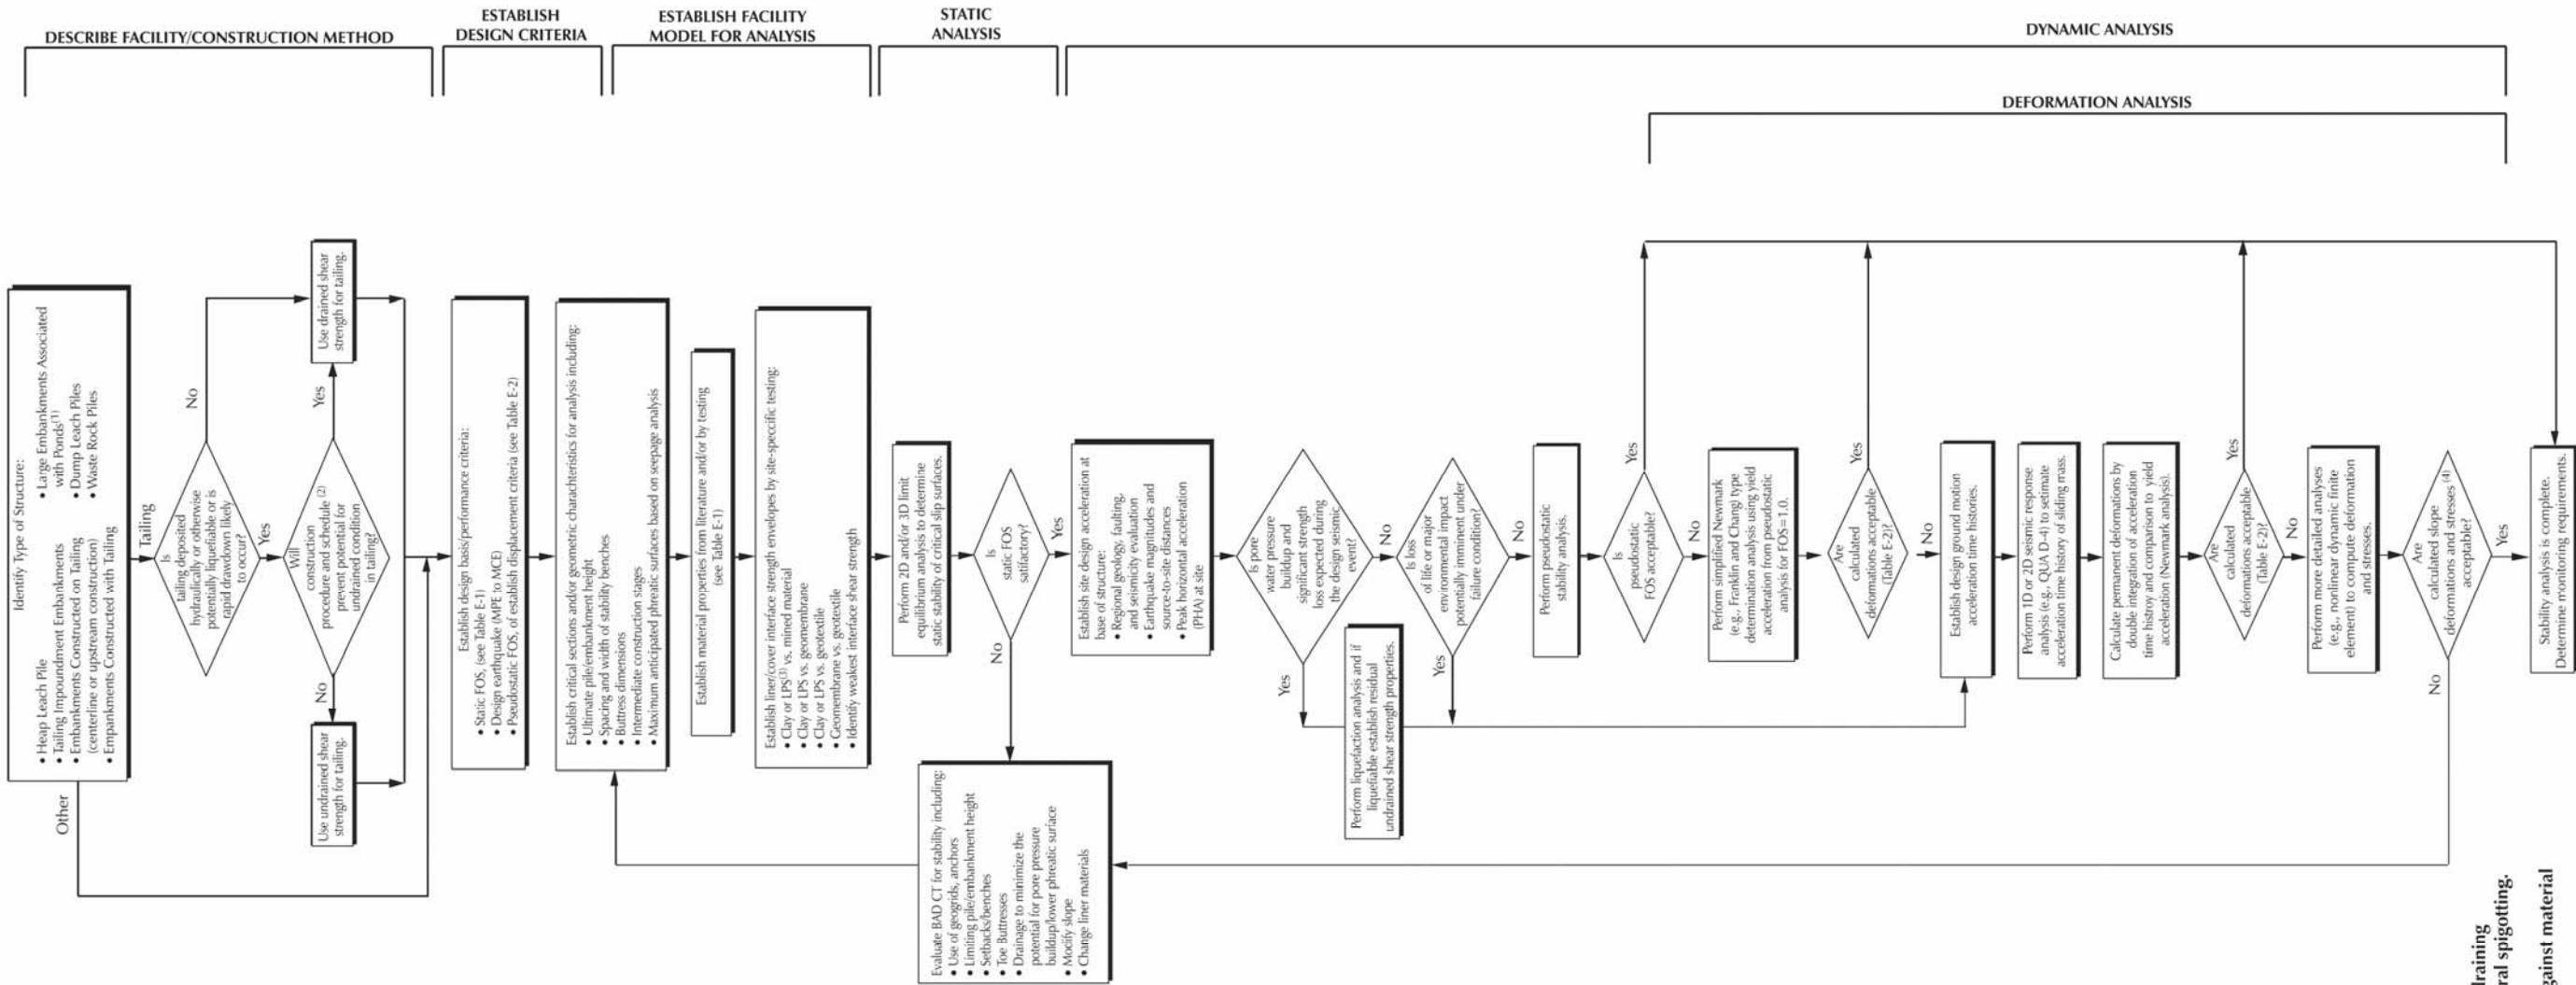 DESCRIBE FACILITY/CONSTRUCTION METHOD
ESTABLISH
DESIGN CRITERIA
ESTABLISH FACILITY
MODEL FOR ANALYSIS
STATIC
ANALYSIS
DYNAMIC ANALYSIS
DEFORMATION ANALYSIS
Identify Type of Structure:
• Heap Leach Pile
• Tailing Impoundment Embankments
• Embankments Constructed on Tailing
(centerline or upstream construction)
• Empankments Constructed with Tailing
• Large Embankments Associated
with Ponds(1)
• Dump Leach Piles
• Waste Rock Piles
Other
Tailing
Is
tailing deposited
hydraulically or otherwise
potentially liquefiable or is
rapid drawdown likely
to occur?
No
Yes
Will
construction
procedure and schedule (2)
prevent potential for
undrained condition
in tailing?
No
Yes
Use undrained shear
strength for tailing.
Use drained shear
strength for tailing.
Establish design basis/performance criteria:
• Static FOS, (see Table E-1)
• Design earthquake (MPE to MCE)
• Pseudostatic FOS, of establish displacement criteria (see Table E-2)
Establish critical sections and/or geometric charachteristics for analysis including:
• Ultimate pile/embankment height
• Spacing and width of stability benches
• Buttress dimensions
• Intermediate construction stages
• Maximum anticipated phreatic surfaces based on seepage analysis
Establish material properties from literature and/or by testing
(see Table E-1)
Establish liner/cover interface strength envelopes by site-speccific testing:
• Clay or LPS(3) vs. mined material
• Clay or LPS vs. geomembrane
• Clay or LPS vs. geotextile
• Geomembrane vs. geotextile
• Identify weakest interface shear strength
Perform 2D and/or 3D limit
equilibrium analysis to determine
static stability of critical slip surfaces.
Is
static FOS
satifactory?
No
Yes
Evaluate BAD CT for stability including:
• Use of geogrids, anchors
• Limiting pile/embankment height
• Setbacks/benches
• Toe Buttresses
• Drainage to minimize the
potential for pore pressure
buildup/lower phreatic surface
• Mocify slope
• Change liner materials
Establish site design acceleration at
base of structure:
• Regional geology, faulting,
and seismicity evaluation
• Earthquake magnitudes and
source-to-site distances
• Peak horizontal acceleration
(PHA) at site
Is pore
water pressure
buildup and
significant strength
loss expected during
the design seismic
event?
Yes
No
Perform liquefaction analysis and if
liquefiable establish residual
undrained shear strength properties.
Is loss
of life or major
environmental impact
potentially imminent under
failure condition?
Yes
No
Perform pseudostatic
stability analysis.
Is
pseudostatic
FOS acceptable?
Yes
No
Perform simplified Newmark
(e.g., Franklin and Chang) type
determination analysis using yield
acceleration from pseudostatic
analysis for FOS=1.0.
Are
calculated
deformations acceptable
(Table E-2)?
Yes
No
Establish design ground motion
acceleration time histories.
Perform 1D or 2D seismic response
analysis (e.g., QUA D-4) to setimate
acceleration time history of sliding mass.
Calculate permanent deformations by
double integration of acceleration
time histroy and comparison to yield
acceleration (Newmark analysis).
Are
calculated
deformations acceptable
(Table E-2)?
Yes
No
Perform more detailed analyses
(e.g., nonlinear dynamic finite
element) to compute deformation
and stresses.
Are
calculated slope
deformations and stresses (4)
acceptable?
No
Yes
Stability analysis is complete.
Determine monitoring requirements.
draining
ral spigotting.
gainst material